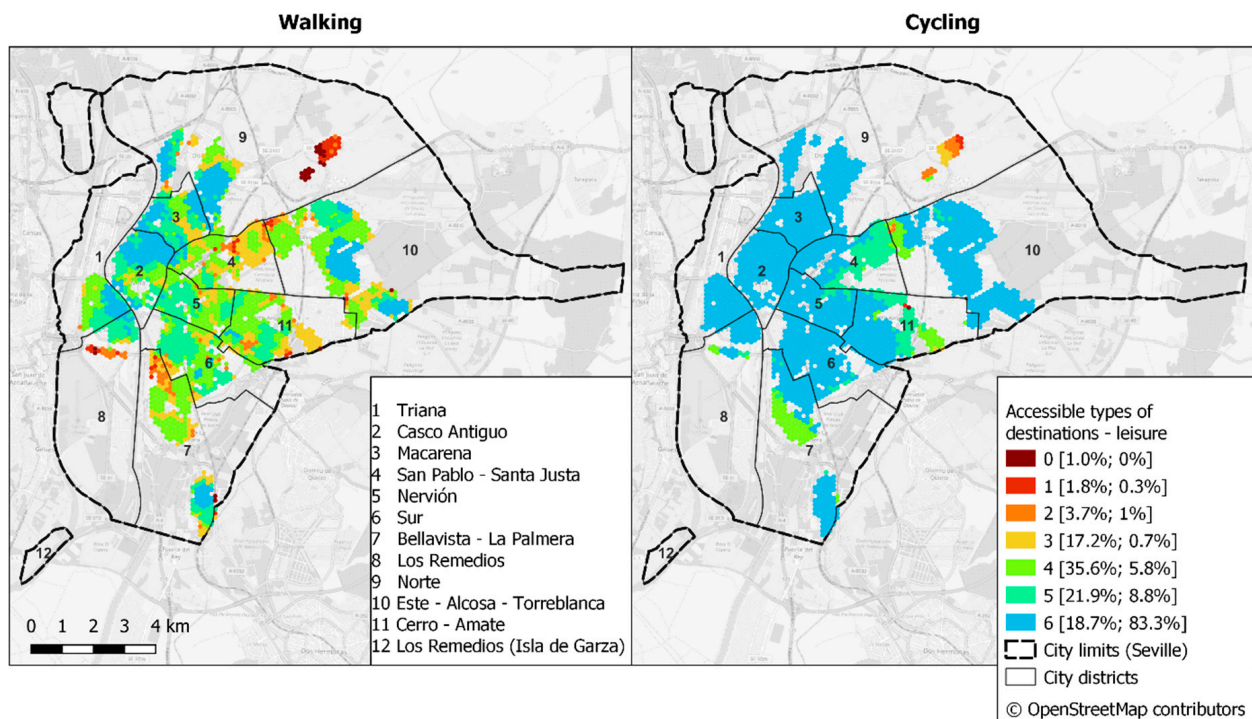 Walking
Cycling
9
3
1
2
4
10
5
11
6
8
7
12
9
3
1
2
4
10
5
11
6
8
7
12
1 Triana
2 Casco Antiguo
3 Macarena
4 San Pablo - Santa Justa
5 Nervión
6 Sur
7 Bellavista - La Palmera
8 Los Remedios
9 Norte
10 Este - Alcosa - Torreblanca
11 Cerro - Amate
12 Los Remedios (Isla de Garza)
0 1 2 3 4 km
Accessible types of
destinations - leisure
0 [1.0%; 0%]
1 [1.8%; 0.3%]
2 [3.7%; 1%]
3 [17.2%; 0.7%]
4 [35.6%; 5.8%]
5 [21.9%; 8.8%]
6 [18.7%; 83.3%]
City limits (Seville)
City districts
© OpenStreetMap contributors